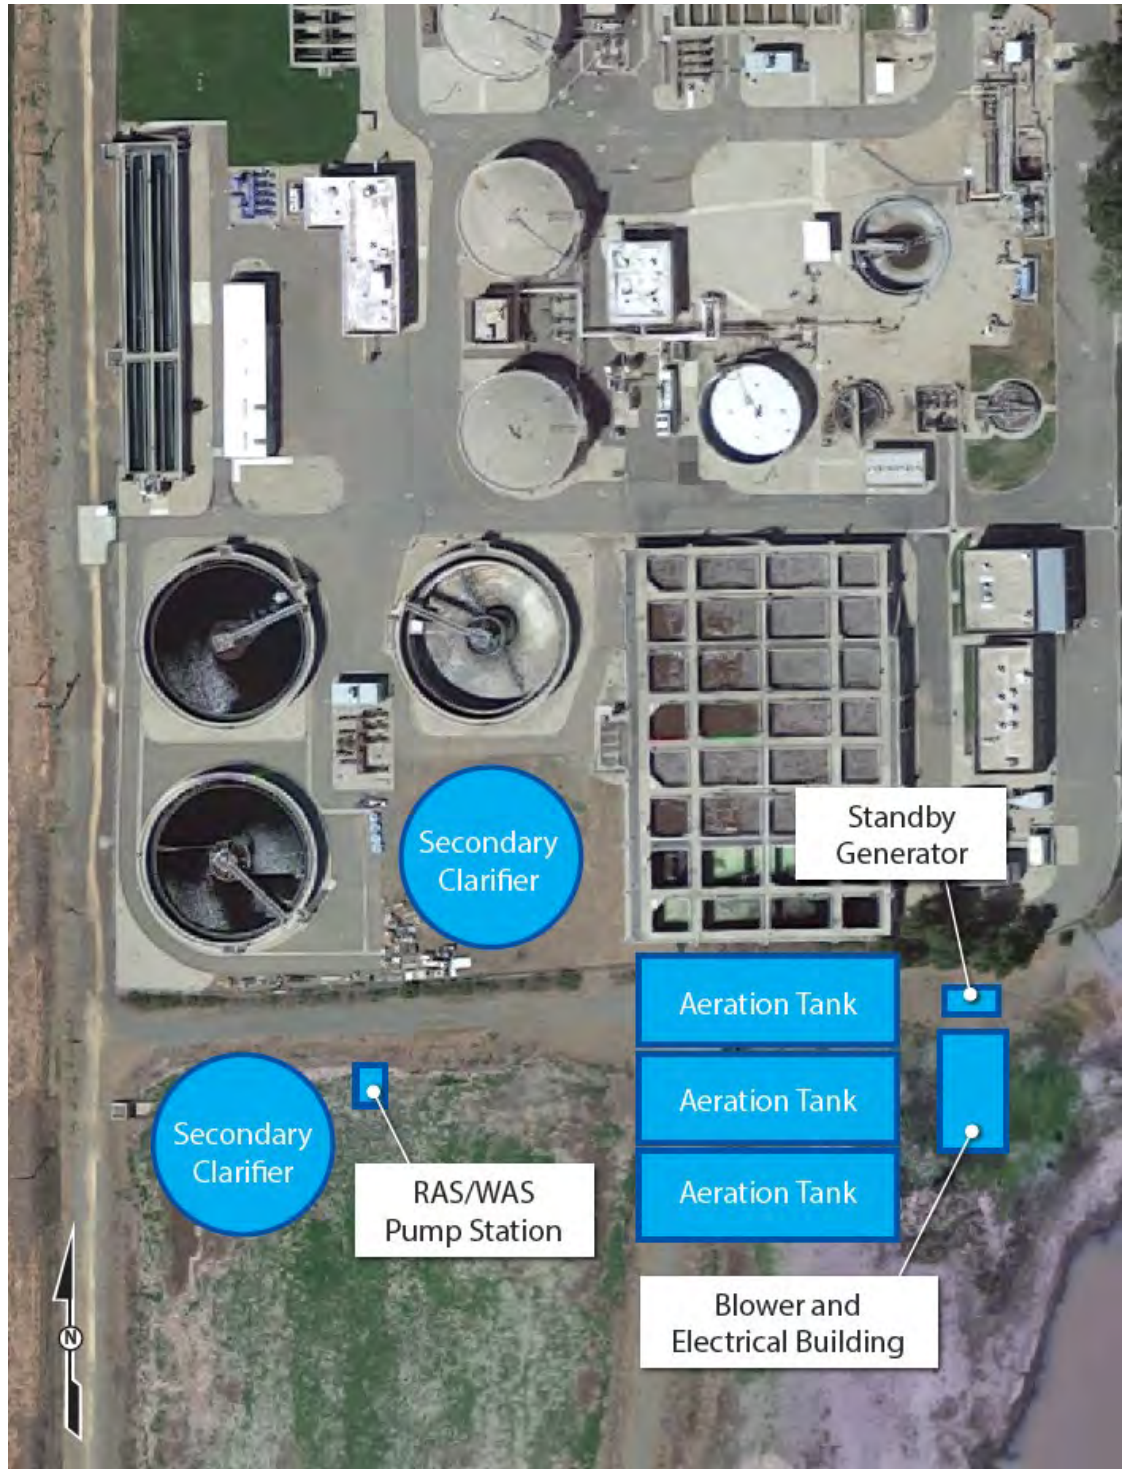 Standby
Generator
Secondary
Clarifier
Aeration Tank
Aeration Tank
Secondary
Clarifier
Aeration Tank
RAS/WAS
Pump Station
Blower and
Electrical Building
N